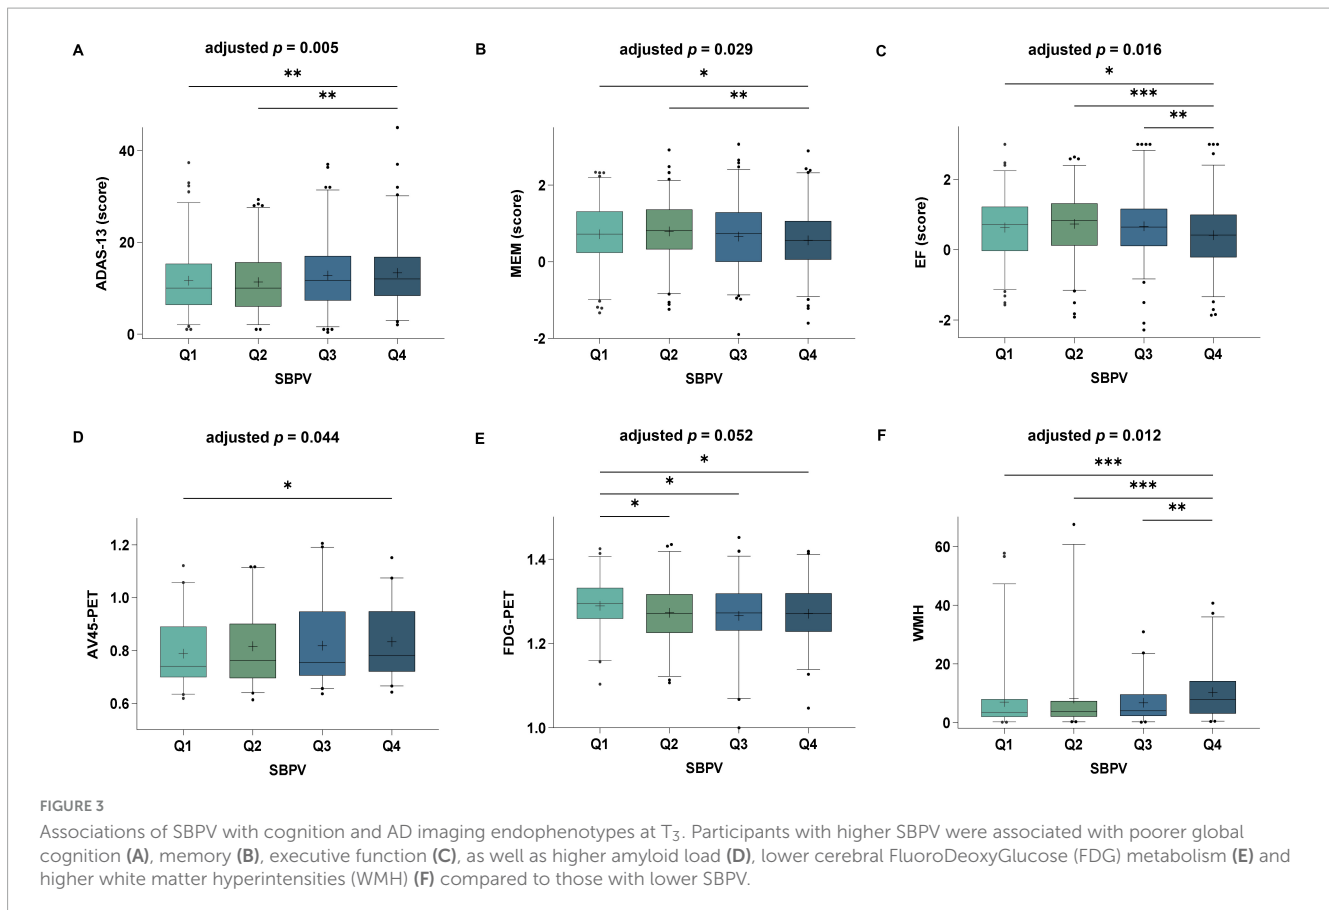 A
adjusted p = 0.005
**
**
ADAS-13 (score)
40
20
0
Q1 Q2 Q3 Q4
SBPV
B
adjusted p = 0.029
*
**
MEM (score)
2
0
-2
Q1 Q2 Q3 Q4
SBPV
C
adjusted p = 0.016
*
***
**
EF (score)
2
0
-2
Q1 Q2 Q3 Q4
SBPV
D
adjusted p = 0.044
*
AV45-PET
1.2
1.0
0.8
0.6
Q1 Q2 Q3 Q4
SBPV
E
adjusted p = 0.052
*
*
*
FDG-PET
1.4
1.2
1.0
Q1 Q2 Q3 Q4
SBPV
F
adjusted p = 0.012
***
***
**
WMH
60
40
20
0
Q1 Q2 Q3 Q4
SBPV
FIGURE 3
Associations of SBPV with cognition and AD imaging endophenotypes at T3. Participants with higher SBPV were associated with poorer global
cognition (A), memory (B), executive function (C), as well as higher amyloid load (D), lower cerebral FluoroDeoxyGlucose (FDG) metabolism (E) and
higher white matter hyperintensities (WMH) (F) compared to those with lower SBPV.